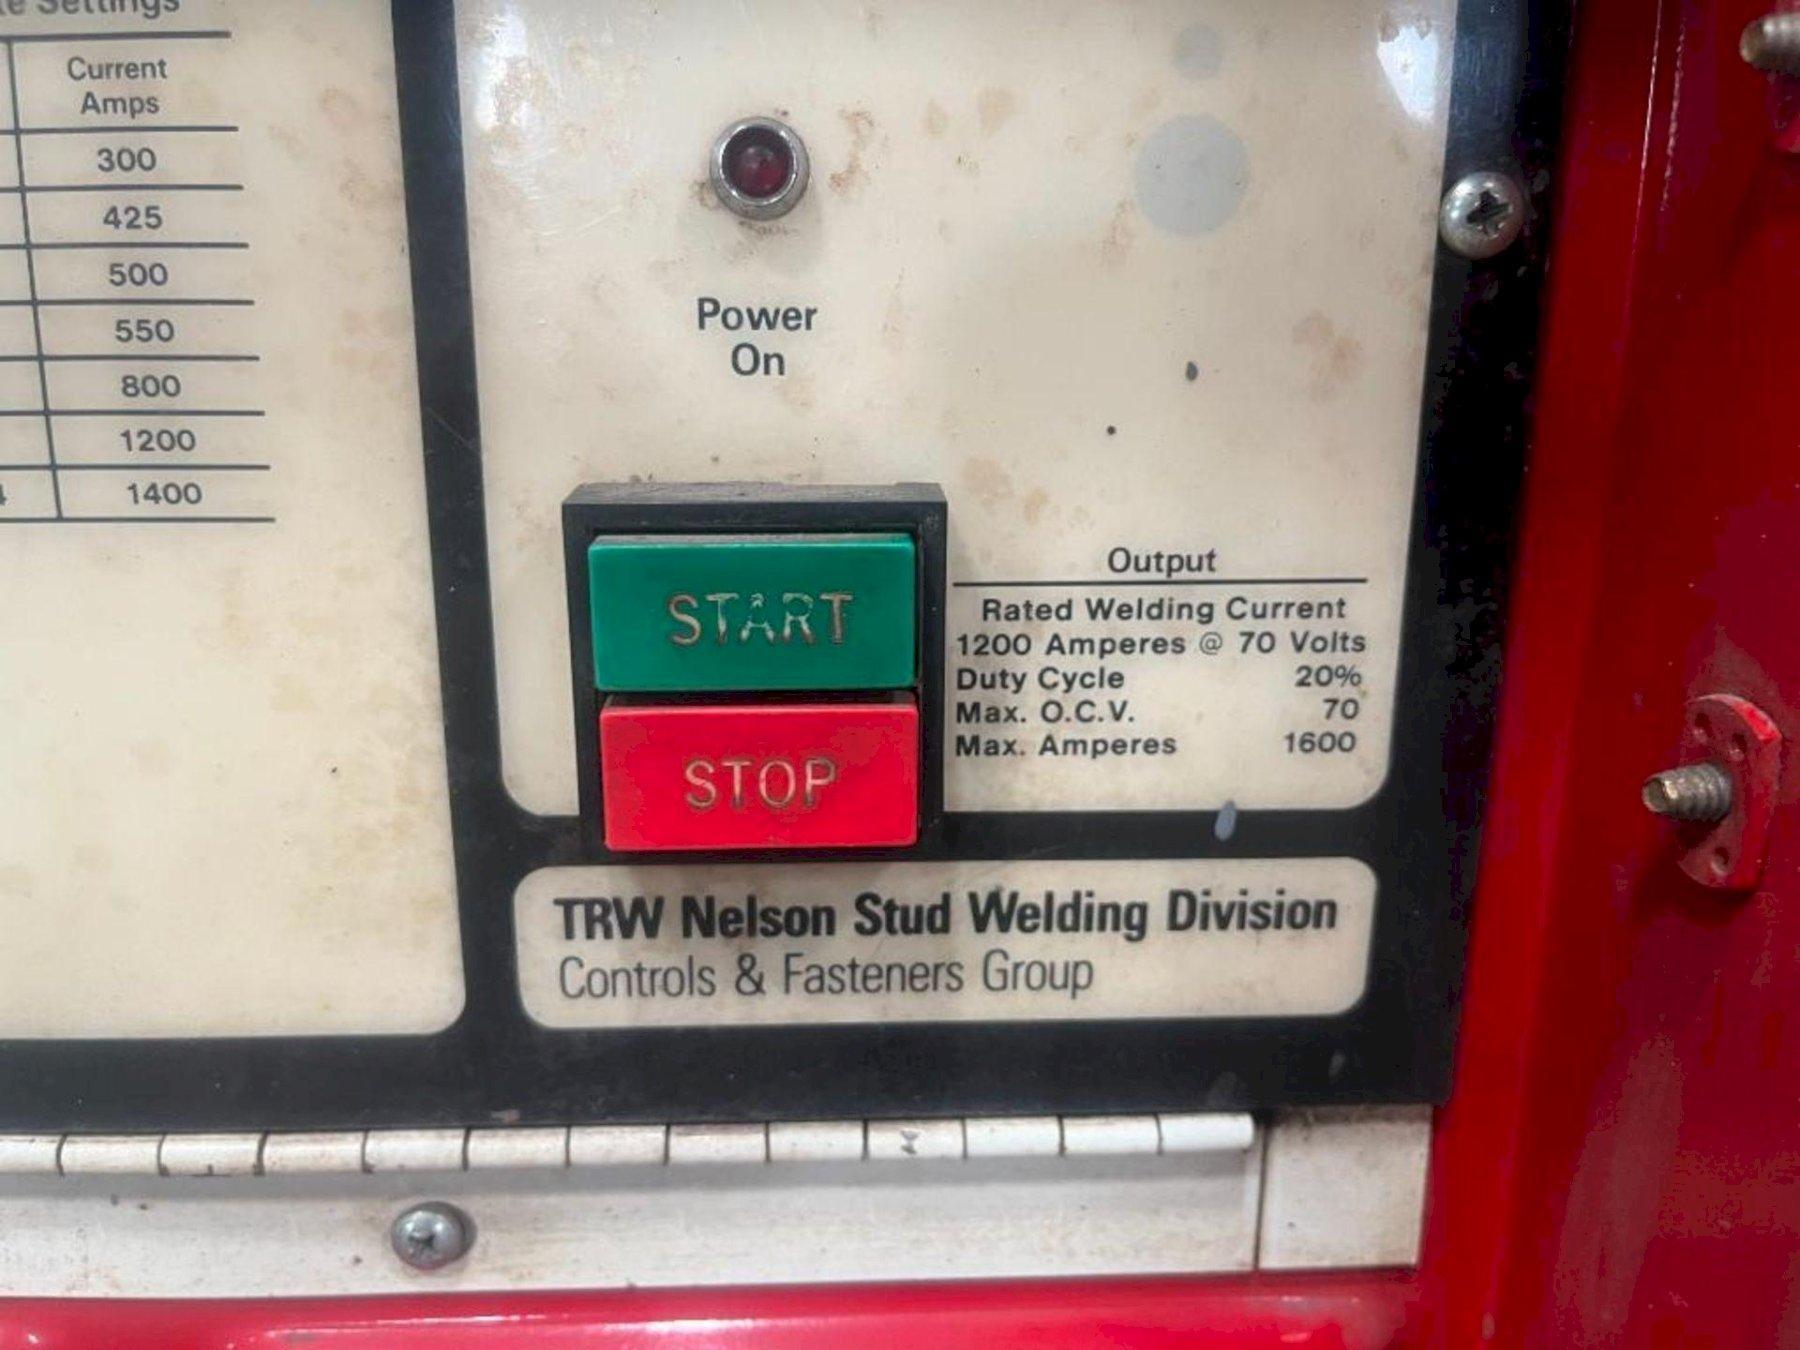 Settings
Current
Amps
300
425
500
550
800
1200
1400
Power
On
START
STOP
Output
Rated Welding Current
1200 Amperes @ 70 Volts
Duty Cycle 20%
Max. O.C.V. 70
Max. Amperes 1600
TRW Nelson Stud Welding Division
Controls & Fasteners Group